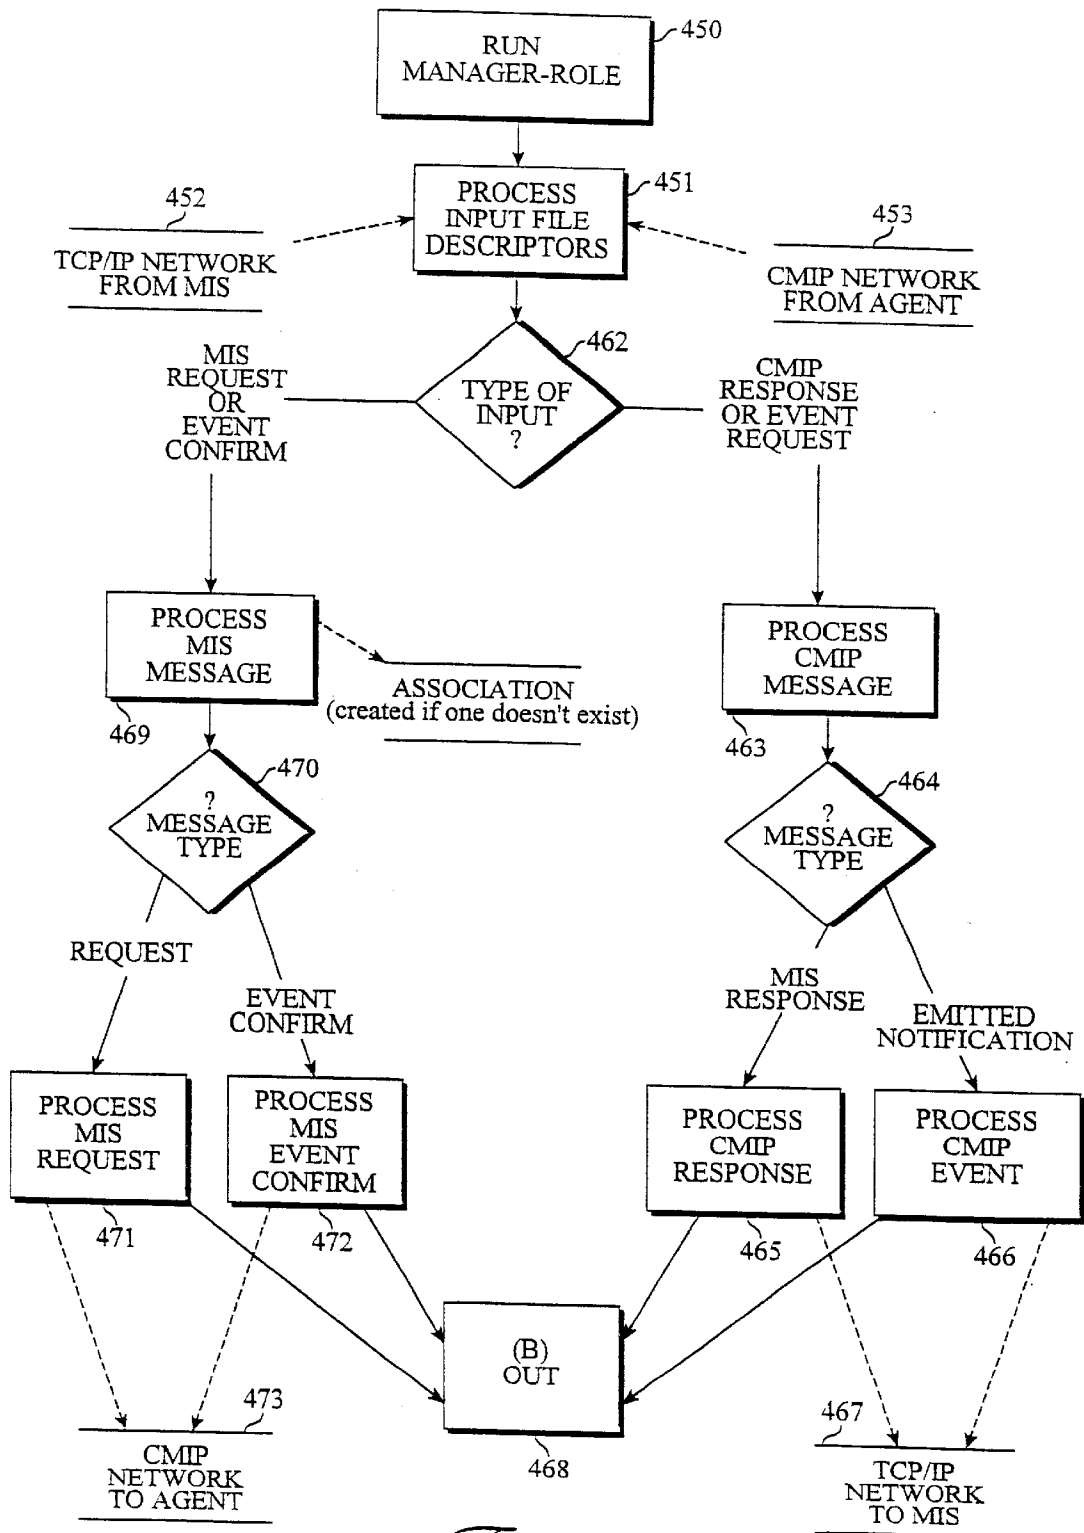 RUN
MANAGER-ROLE
450
PROCESS
INPUT FILE
DESCRIPTORS
451
452
TCP/IP NETWORK
FROM MIS
453
CMIP NETWORK
FROM AGENT
462
TYPE OF
INPUT
?
MIS
REQUEST
OR
EVENT
CONFIRM
CMIP
RESPONSE
OR EVENT
REQUEST
PROCESS
MIS
MESSAGE
469
ASSOCIATION
(created if one doesn't exist)
PROCESS
CMIP
MESSAGE
463
470
?
MESSAGE
TYPE
464
?
MESSAGE
TYPE
REQUEST
EVENT
CONFIRM
MIS
RESPONSE
EMITTED
NOTIFICATION
PROCESS
MIS
REQUEST
471
PROCESS
MIS
EVENT
CONFIRM
472
PROCESS
CMIP
RESPONSE
465
PROCESS
CMIP
EVENT
466
(B)
OUT
468
473
CMIP
NETWORK
TO AGENT
467
TCP/IP
NETWORK
TO MIS